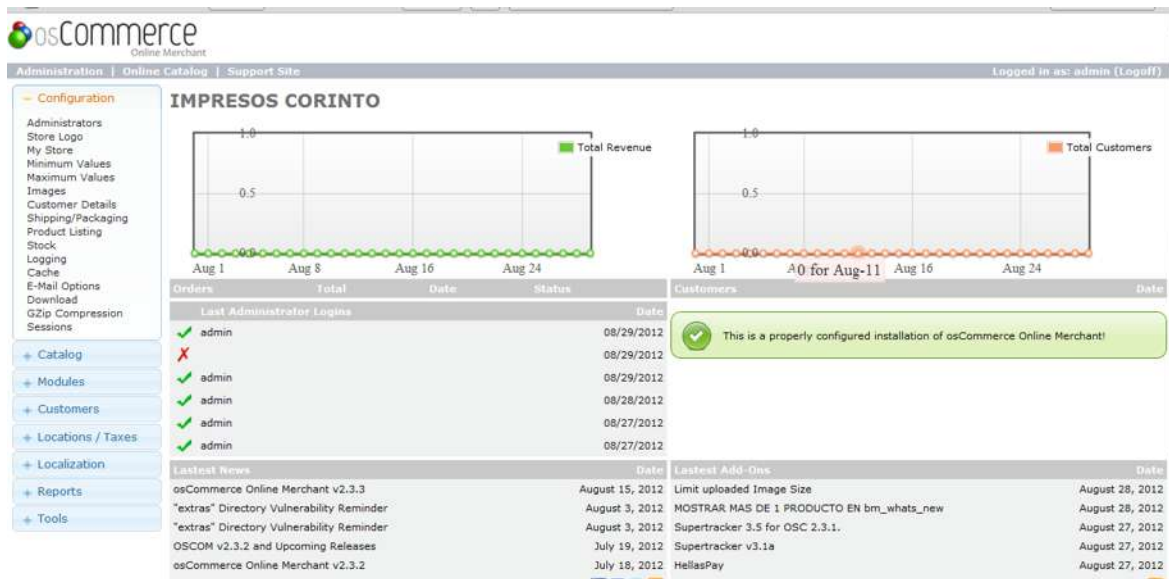 osCommerce
Online Merchant
Administration | Online Catalog | Support Site
Logged in as: admin (Logoff)
Configuration
Administrators
Store Logo
My Store
Minimum Values
Maximum Values
Images
Customer Details
Shipping/Packaging
Product Listing
Stock
Logging
Cache
E-Mail Options
Download
GZip Compression
Sessions
+ Catalog
+ Modules
+ Customers
+ Locations / Taxes
+ Localization
+ Reports
+ Tools
IMPRESOS CORINTO
1.0
0.5
0.0
Total Revenue
Aug 1 Aug 8 Aug 16 Aug 24
1.0
0.5
0.0
Total Customers
Aug 1 Aug 16 Aug 24
0 for Aug-11
Orders Total Date Status
Customers Date
Last Administrator Logins Date
admin 08/29/2012
08/29/2012
admin 08/29/2012
admin 08/28/2012
admin 08/27/2012
admin 08/27/2012
This is a properly configured installation of osCommerce Online Merchant!
Lastest News Date
osCommerce Online Merchant v2.3.3 August 15, 2012
"extras" Directory Vulnerability Reminder August 3, 2012
"extras" Directory Vulnerability Reminder August 3, 2012
OSCOM v2.3.2 and Upcoming Releases July 19, 2012
osCommerce Online Merchant v2.3.2 July 18, 2012
Lastest Add-Ons Date
Limit uploaded Image Size August 28, 2012
MOSTRAR MAS DE 1 PRODUCTO EN bm_whats_new August 28, 2012
Supertracker 3.5 for OSC 2.3.1. August 27, 2012
Supertracker v3.1a August 27, 2012
HellasPay August 27, 2012